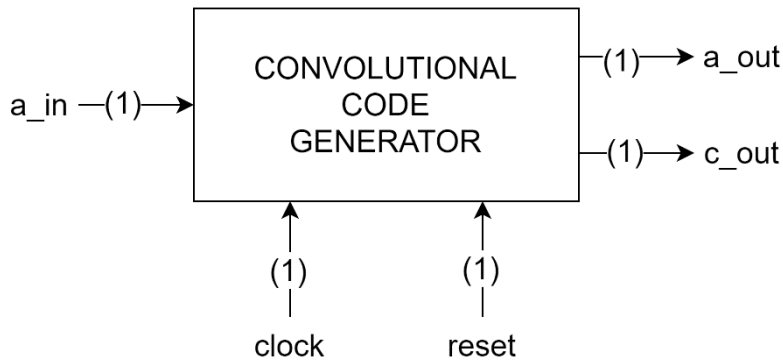 CONVOLUTIONAL
CODE
GENERATOR
a_in (1)
(1) a_out
(1) c_out
(1) (1)
clock reset